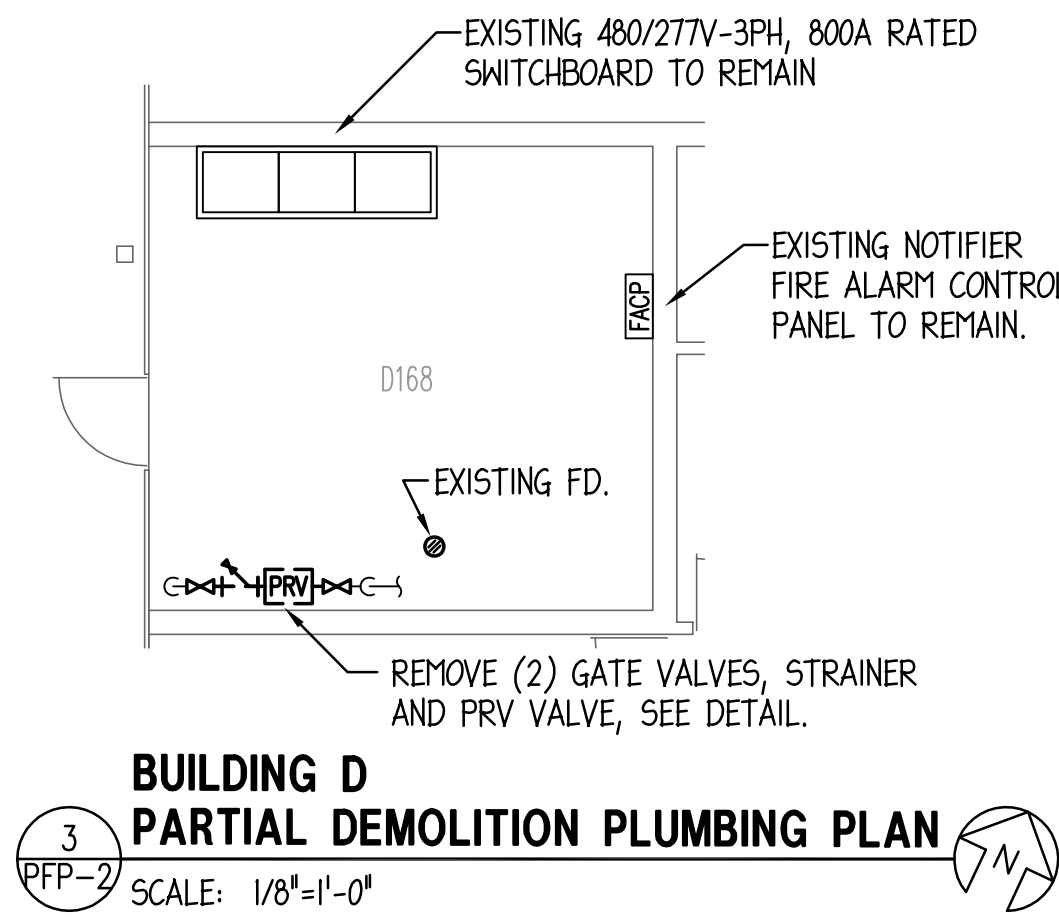 EXISTING 480/277V-3PH, 800A RATED
SWITCHBOARD TO REMAIN
EXISTING NOTIFIER
FIRE ALARM CONTROL
PANEL TO REMAIN.
FACP
D168
EXISTING FD.
PRV
REMOVE (2) GATE VALVES, STRAINER
AND PRV VALVE, SEE DETAIL.
BUILDING D
PARTIAL DEMOLITION PLUMBING PLAN
3
PFP-2
SCALE: 1/8"=1'-0"
N